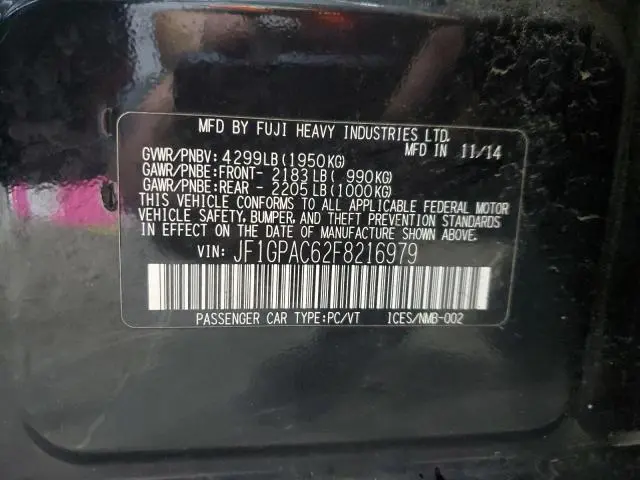 MFD BY FUJI HEAVY INDUSTRIES LTD.
MFD IN 11/14
GVWR/PNBV: 4299LB(1950KG)
GAWR/PNBE:FRONT- 2183LB( 990KG)
GAWR/PNBE:REAR - 2205LB(1000KG)
THIS VEHICLE CONFORMS TO ALL APPLICABLE FEDERAL MOTOR
VEHICLE SAFETY, BUMPER, AND THEFT PREVENTION STANDARDS
IN EFFECT ON THE DATE OF MANUFACTURE SHOWN ABOVE.
VIN: JF1GPAC62F8216979
PASSENGER CAR TYPE:PC/VT ICES/NMB-002